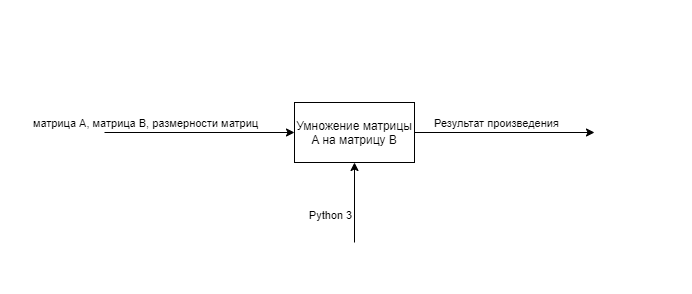 матрица A, матрица B, размерности матриц
Умножение матрицы
A на матрицу B
Результат произведения
Python 3